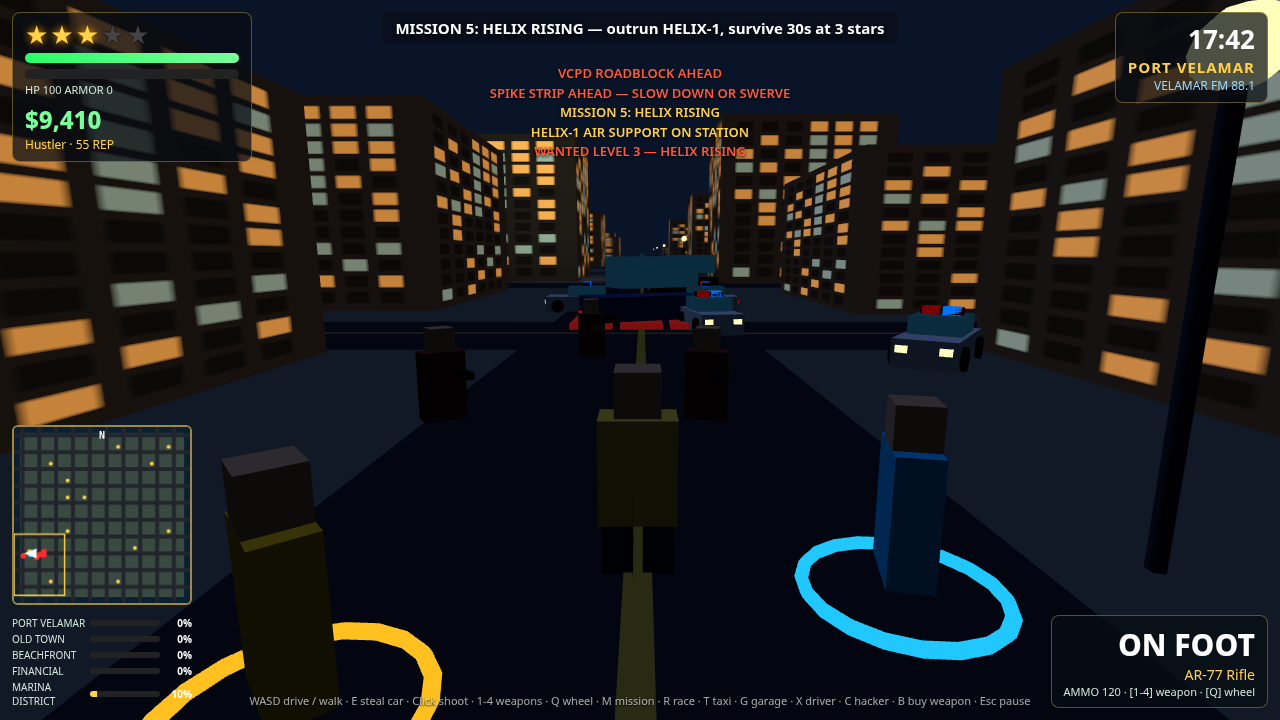 ★★★★★
HP 100 ARMOR 0
$9,410
Hustler · 55 REP
MISSION 5: HELIX RISING — outrun HELIX-1, survive 30s at 3 stars
VCPD ROADBLOCK AHEAD
SPIKE STRIP AHEAD — SLOW DOWN OR SWERVE
MISSION 5: HELIX RISING
HELIX-1 AIR SUPPORT ON STATION
WANTED LEVEL 3 — HELIX RISING
17:42
PORT VELAMAR
VELAMAR FM 88.1
N
PORT VELAMAR 0%
OLD TOWN 0%
BEACHFRONT 0%
FINANCIAL 0%
MARINA DISTRICT 10%
WASD drive / walk · E steal car · Click shoot · 1-4 weapons · Q wheel · M mission · R race · T taxi · G garage · X driver · C hacker · B buy weapon · Esc pause
ON FOOT
AR-77 Rifle
AMMO 120 · [1-4] weapon · [Q] wheel